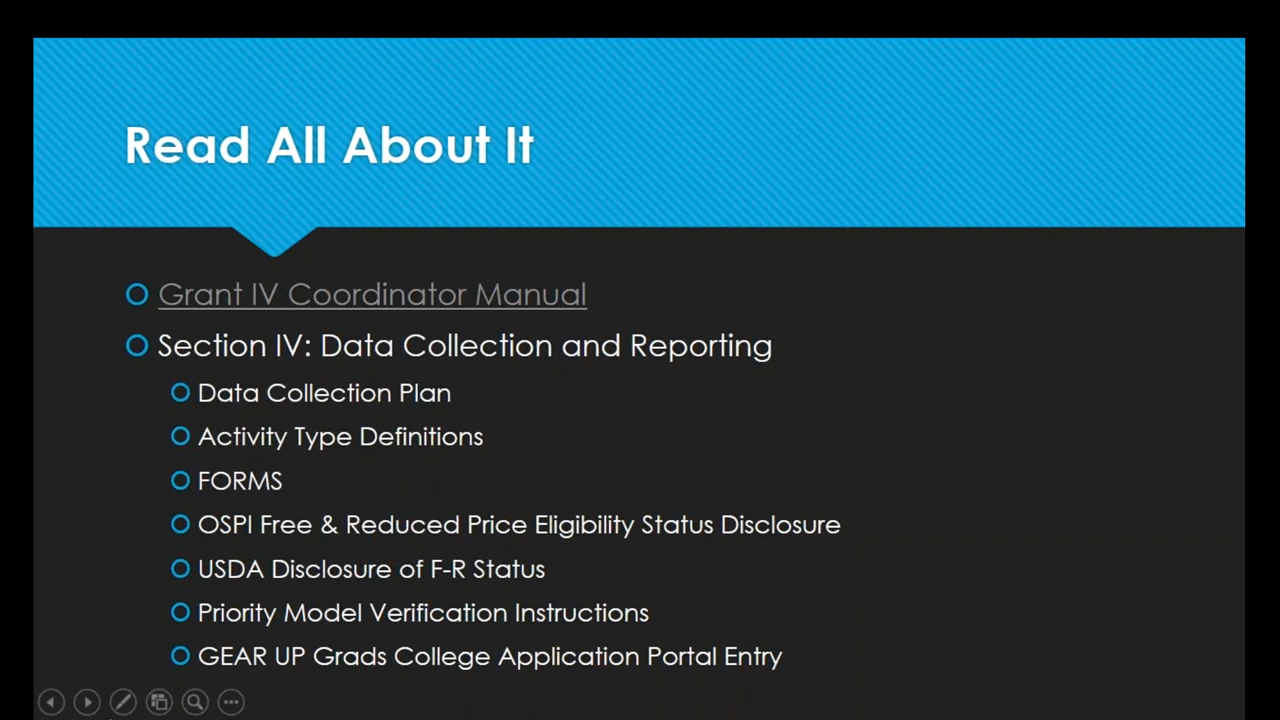 Read All About It
Grant IV Coordinator Manual
Section IV: Data Collection and Reporting
Data Collection Plan
Activity Type Definitions
FORMS
OSPI Free & Reduced Price Eligibility Status Disclosure
USDA Disclosure of F-R Status
Priority Model Verification Instructions
GEAR UP Grads College Application Portal Entry